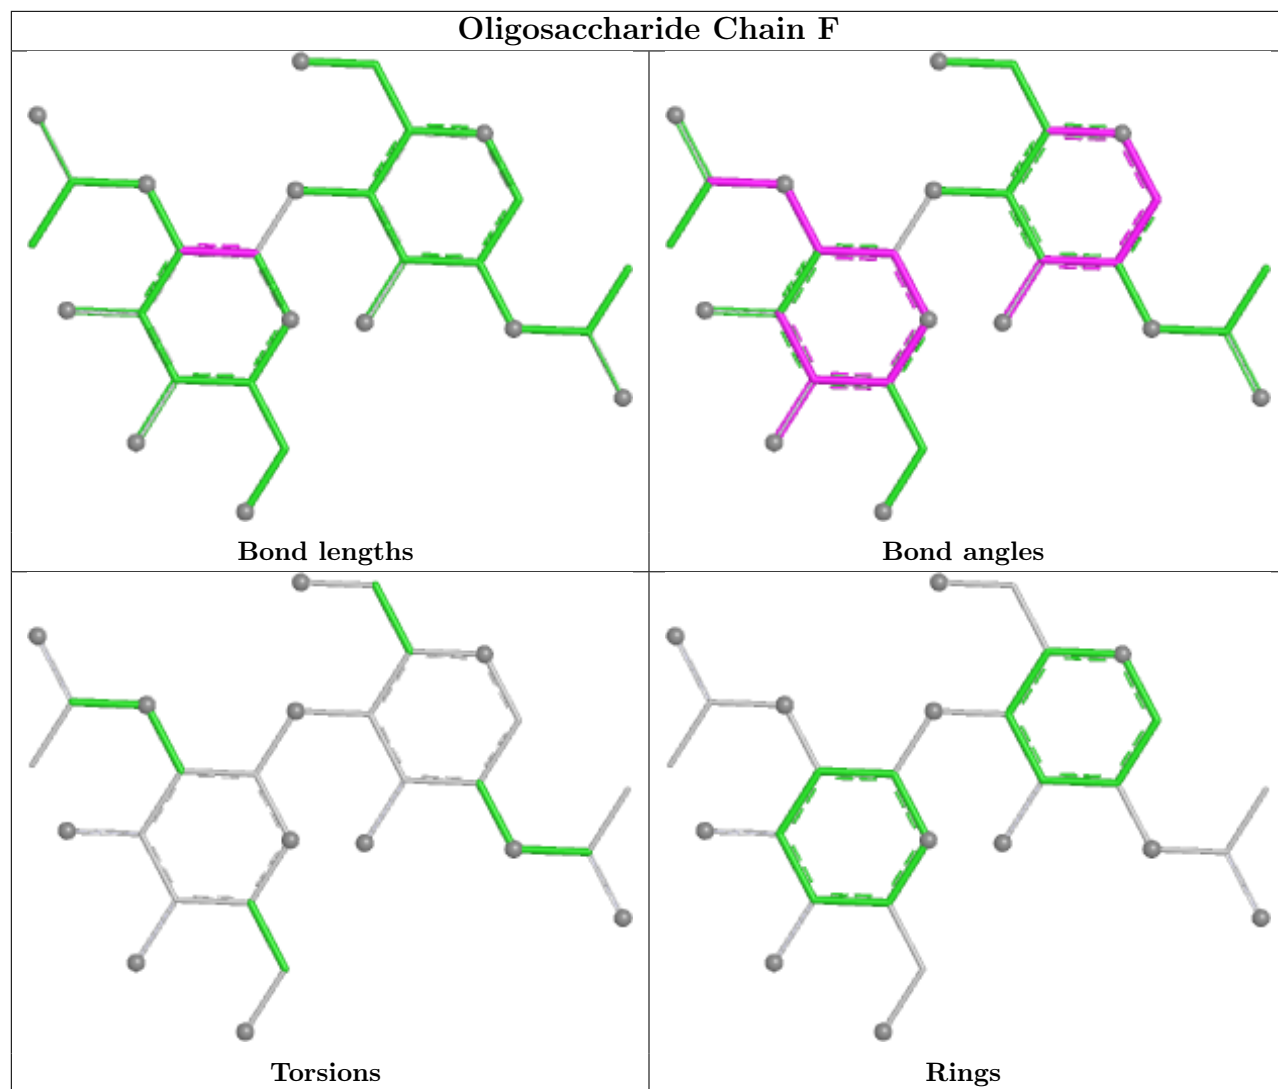 Oligosaccharide Chain F
Bond lengths
Bond angles
Torsions
Rings